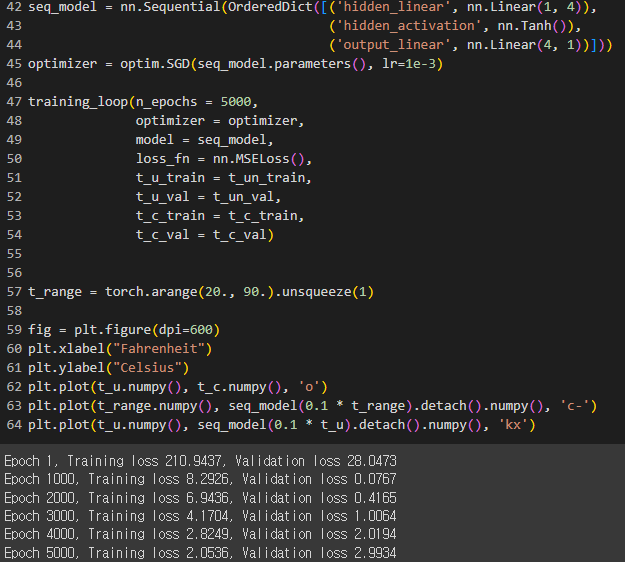 42 seq_model = nn.Sequential(OrderedDict([('hidden_linear', nn.Linear(1, 4)),
43                                        ('hidden_activation', nn.Tanh()),
44                                        ('output_linear', nn.Linear(4, 1))]))
45 optimizer = optim.SGD(seq_model.parameters(), lr=1e-3)
46
47 training_loop(n_epochs = 5000,
48               optimizer = optimizer,
49               model = seq_model,
50               loss_fn = nn.MSELoss(),
51               t_u_train = t_un_train,
52               t_u_val = t_un_val,
53               t_c_train = t_c_train,
54               t_c_val = t_c_val)
55
56
57 t_range = torch.arange(20., 90.).unsqueeze(1)
58
59 fig = plt.figure(dpi=600)
60 plt.xlabel("Fahrenheit")
61 plt.ylabel("Celsius")
62 plt.plot(t_u.numpy(), t_c.numpy(), 'o')
63 plt.plot(t_range.numpy(), seq_model(0.1 * t_range).detach().numpy(), 'c-')
64 plt.plot(t_u.numpy(), seq_model(0.1 * t_u).detach().numpy(), 'kx')
Epoch 1, Training loss 210.9437, Validation loss 28.0473
Epoch 1000, Training loss 8.2926, Validation loss 0.0767
Epoch 2000, Training loss 6.9436, Validation loss 0.4165
Epoch 3000, Training loss 4.1704, Validation loss 1.0064
Epoch 4000, Training loss 2.8249, Validation loss 2.0194
Epoch 5000, Training loss 2.0536, Validation loss 2.9934